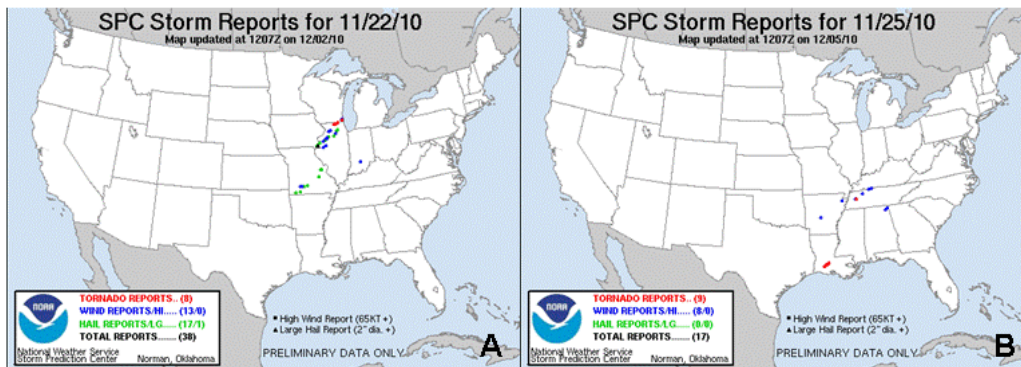 SPC Storm Reports for 11/22/10
Map updated at 1207Z on 12/02/10
NOAA
TORNADO REPORTS.. (8)
WIND REPORTS/HI..... (13/0)
HAIL REPORTS/LG..... (17/1)
TOTAL REPORTS....... (38)
National Weather Service
Storm Prediction Center Norman, Oklahoma
High Wind Report (65KT +)
Large Hail Report (2" dia. +)
PRELIMINARY DATA ONLY
A
SPC Storm Reports for 11/25/10
Map updated at 1207Z on 12/05/10
NOAA
TORNADO REPORTS.. (9)
WIND REPORTS/HI..... (8/0)
HAIL REPORTS/LG..... (0/0)
TOTAL REPORTS....... (17)
National Weather Service
Storm Prediction Center Norman, Oklahoma
High Wind Report (65KT +)
Large Hail Report (2" dia. +)
PRELIMINARY DATA ONLY
B